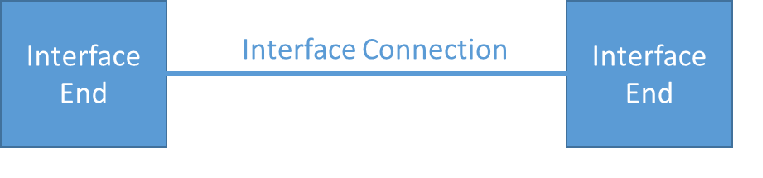 Interface
End
Interface Connection
Interface
End